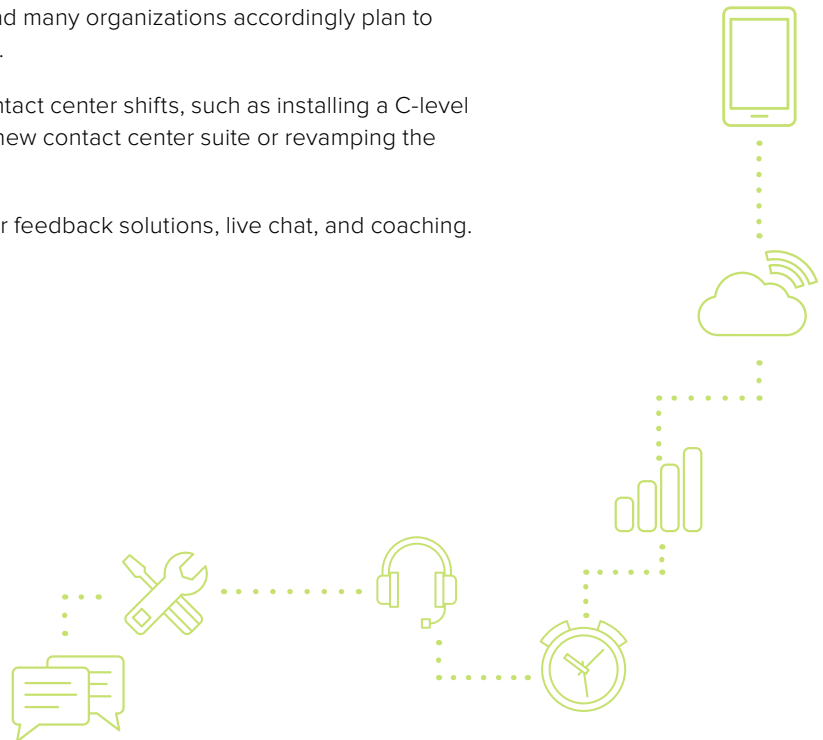 nd many organizations accordingly plan to
.
ntact center shifts, such as installing a C-level
new contact center suite or revamping the
r feedback solutions, live chat, and coaching.